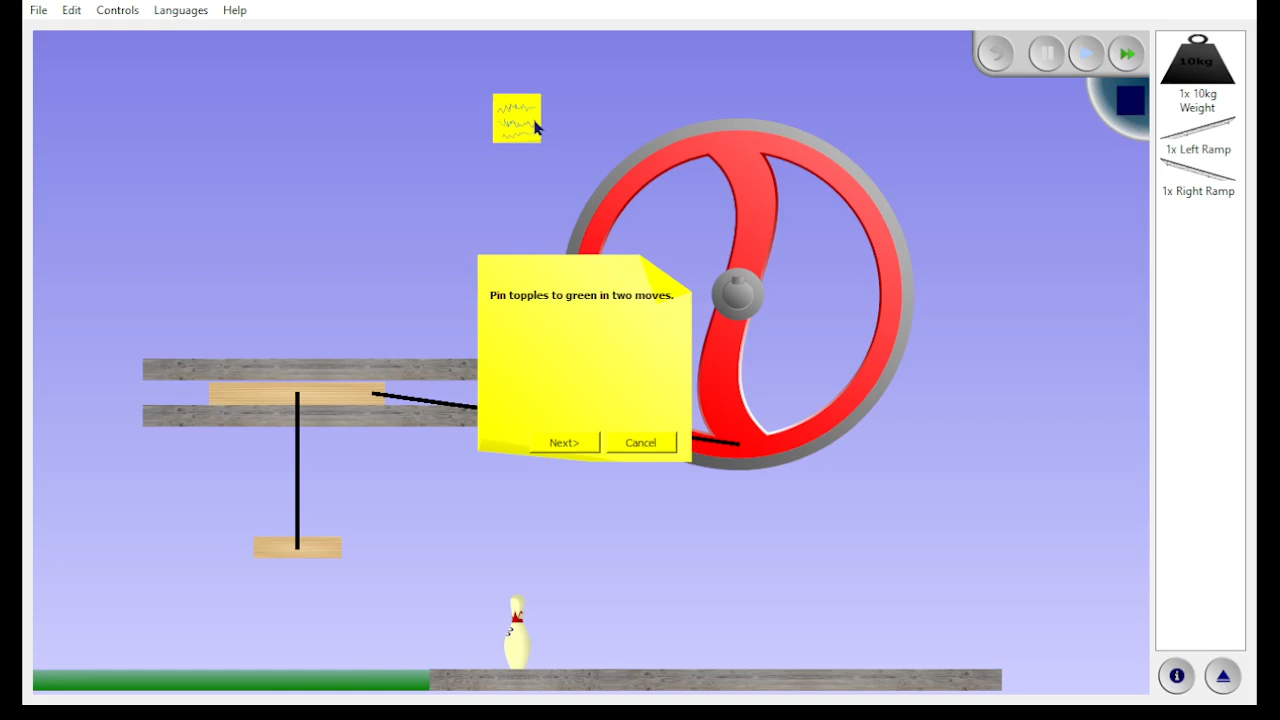 File Edit Controls Languages Help
10kg
1x 10kg
Weight
1x Left Ramp
1x Right Ramp
Pin topples to green in two moves.
Next> Cancel